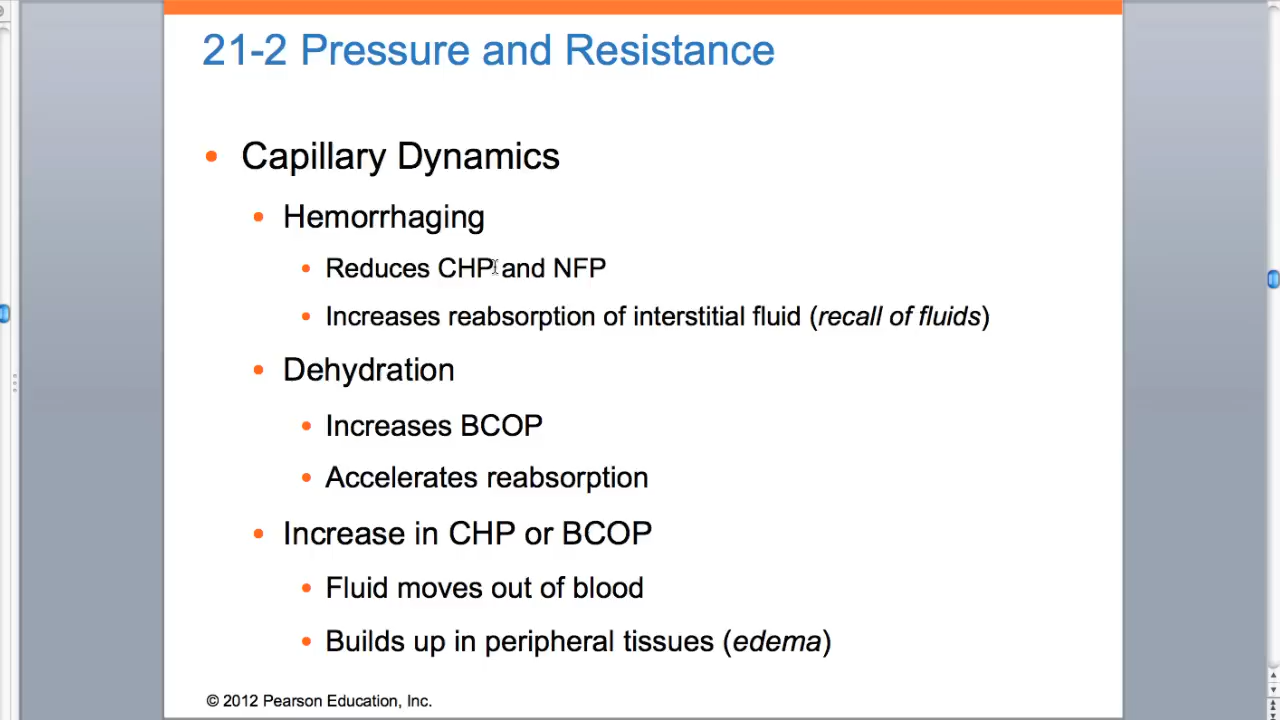 21-2 Pressure and Resistance
• Capillary Dynamics
• Hemorrhaging
• Reduces CHP and NFP
• Increases reabsorption of interstitial fluid (recall of fluids)
• Dehydration
• Increases BCOP
• Accelerates reabsorption
• Increase in CHP or BCOP
• Fluid moves out of blood
• Builds up in peripheral tissues (edema)
© 2012 Pearson Education, Inc.